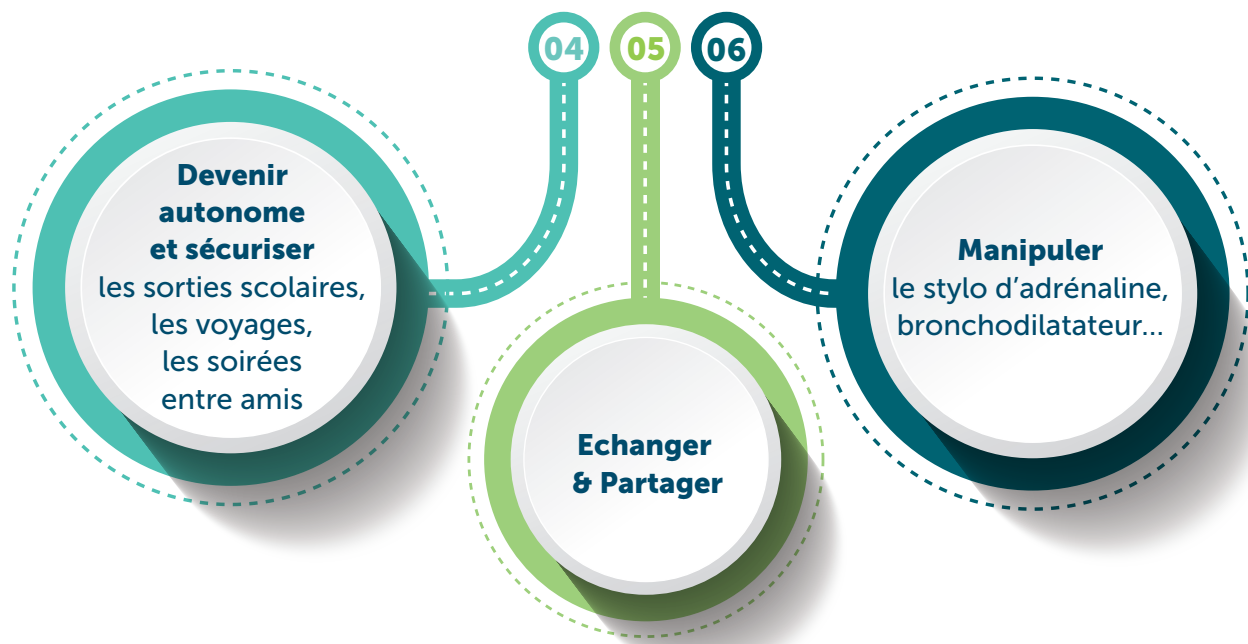 04
05
06
Devenir
autonome
et sécuriser
les sorties scolaires,
les voyages,
les soirées
entre amis
Echanger
& Partager
Manipuler
le stylo d’adrénaline,
bronchodilatateur...